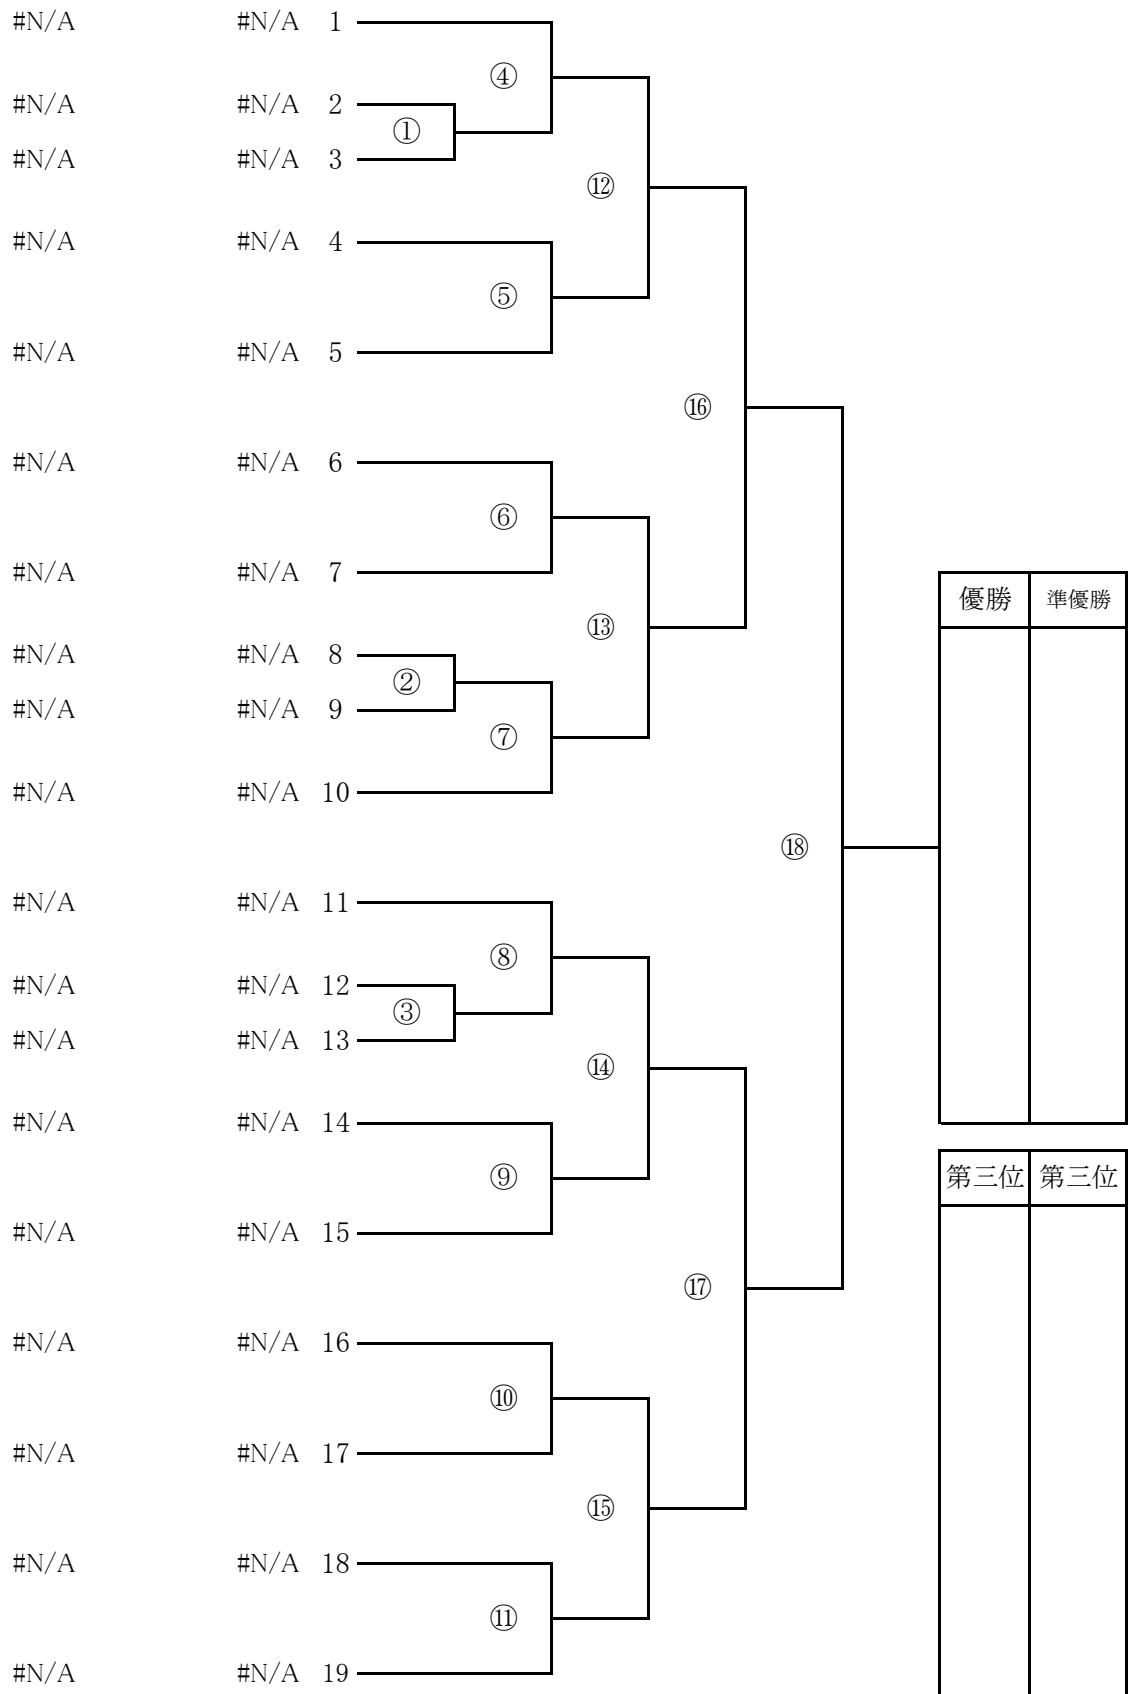 #N/A #N/A 1
④
#N/A #N/A 2
①
#N/A #N/A 3
⑫
#N/A #N/A 4
⑤
#N/A #N/A 5
⑯
#N/A #N/A 6
⑥
#N/A #N/A 7
優勝 準優勝
⑬
#N/A #N/A 8
②
#N/A #N/A 9
⑦
#N/A #N/A 10
⑱
#N/A #N/A 11
⑧
#N/A #N/A 12
③
#N/A #N/A 13
⑭
#N/A #N/A 14
⑨
第三位 第三位
#N/A #N/A 15
⑰
#N/A #N/A 16
⑩
#N/A #N/A 17
⑮
#N/A #N/A 18
⑪
#N/A #N/A 19